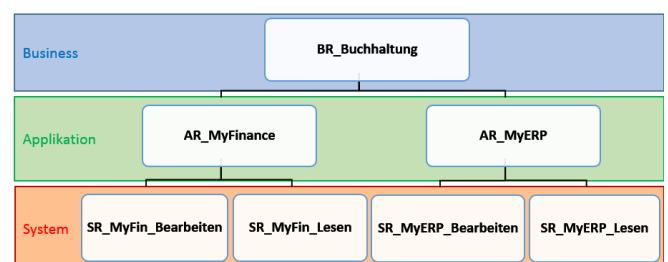 Business
BR_Buchhaltung
Applikation
AR_MyFinance
AR_MyERP
System
SR_MyFin_Bearbeiten
SR_MyFin_Lesen
SR_MyERP_Bearbeiten
SR_MyERP_Lesen